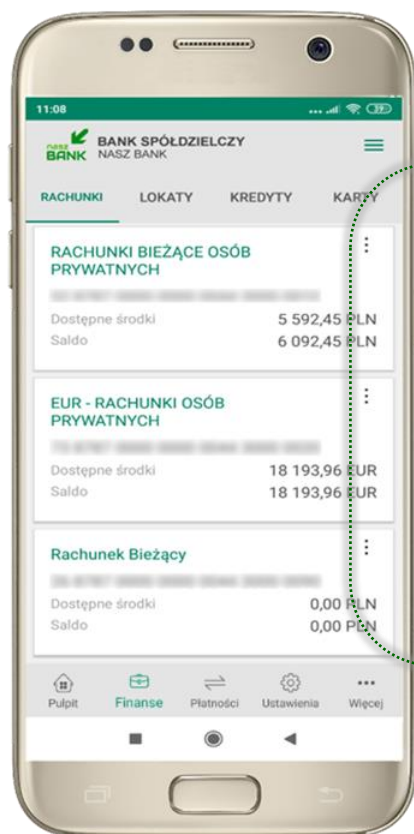 11:08
39
nasz
BANK
BANK SPÓŁDZIELCZY
NASZ BANK
RACHUNKI LOKATY KREDYTY KARTY
RACHUNKI BIEŻĄCE OSÓB
PRYWATNYCH
Dostępne środki 5 592,45 PLN
Saldo 6 092,45 PLN
EUR - RACHUNKI OSÓB
PRYWATNYCH
Dostępne środki 18 193,96 EUR
Saldo 18 193,96 EUR
Rachunek Bieżący
Dostępne środki 0,00 PLN
Saldo 0,00 PLN
Pulpit Finanse Płatności Ustawienia Więcej